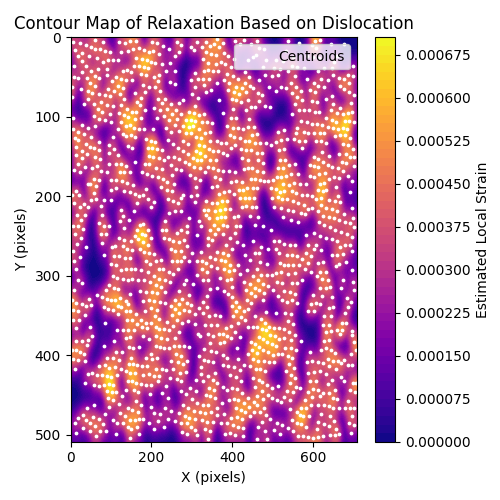 Contour Map of Relaxation Based on Dislocation
Centroids
0
100
200
300
400
500
Y (pixels)
0 200 400 600
X (pixels)
0.000675
0.000600
0.000525
0.000450
0.000375
0.000300
0.000225
0.000150
0.000075
0.000000
Estimated Local Strain